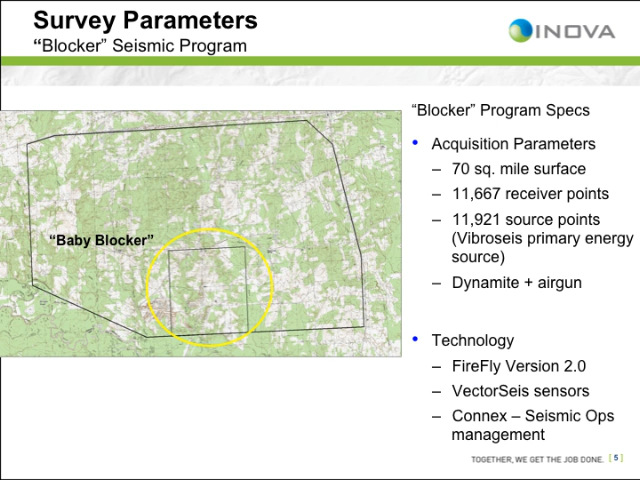 Survey Parameters
“Blocker” Seismic Program
INOVA
“Blocker” Program Specs
• Acquisition Parameters
– 70 sq. mile surface
– 11,667 receiver points
– 11,921 source points
(Vibroseis primary energy
source)
– Dynamite + airgun
“Baby Blocker”
• Technology
– FireFly Version 2.0
– VectorSeis sensors
– Connex – Seismic Ops
management
TOGETHER, WE GET THE JOB DONE. [ 5 ]